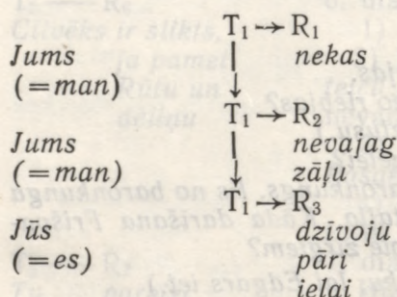 T₁ → R₁
Jums nekas
(=man)
T₁ → R₂
Jums nevajag
(=man) zāļu
T₁ → R₃
Jūs dzīvoju
(=es) pāri
ielai